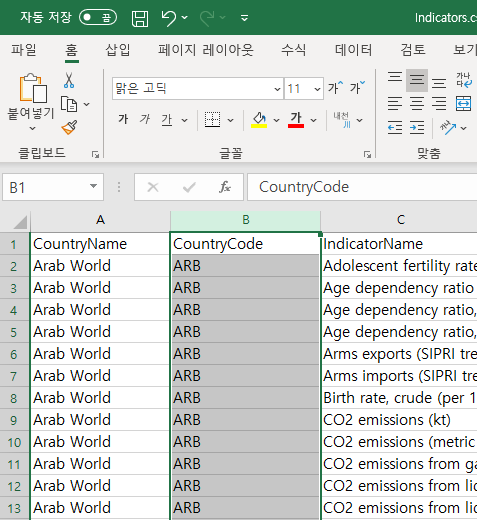 자동 저장 끔 Indicators.cs
파일 홈 삽입 페이지 레이아웃 수식 데이터 검토 보기
붙여넣기 맑은 고딕 11 가 가 가나다
가 가 가 가 내천
클립보드 글꼴 맞춤
B1 fx CountryCode
A B C
1 CountryName CountryCode IndicatorName
2 Arab World ARB Adolescent fertility rate
3 Arab World ARB Age dependency ratio
4 Arab World ARB Age dependency ratio,
5 Arab World ARB Age dependency ratio,
6 Arab World ARB Arms exports (SIPRI tre
7 Arab World ARB Arms imports (SIPRI tre
8 Arab World ARB Birth rate, crude (per 1
9 Arab World ARB CO2 emissions (kt)
10 Arab World ARB CO2 emissions (metric
11 Arab World ARB CO2 emissions from ga
12 Arab World ARB CO2 emissions from lic
13 Arab World ARB CO2 emissions from lic